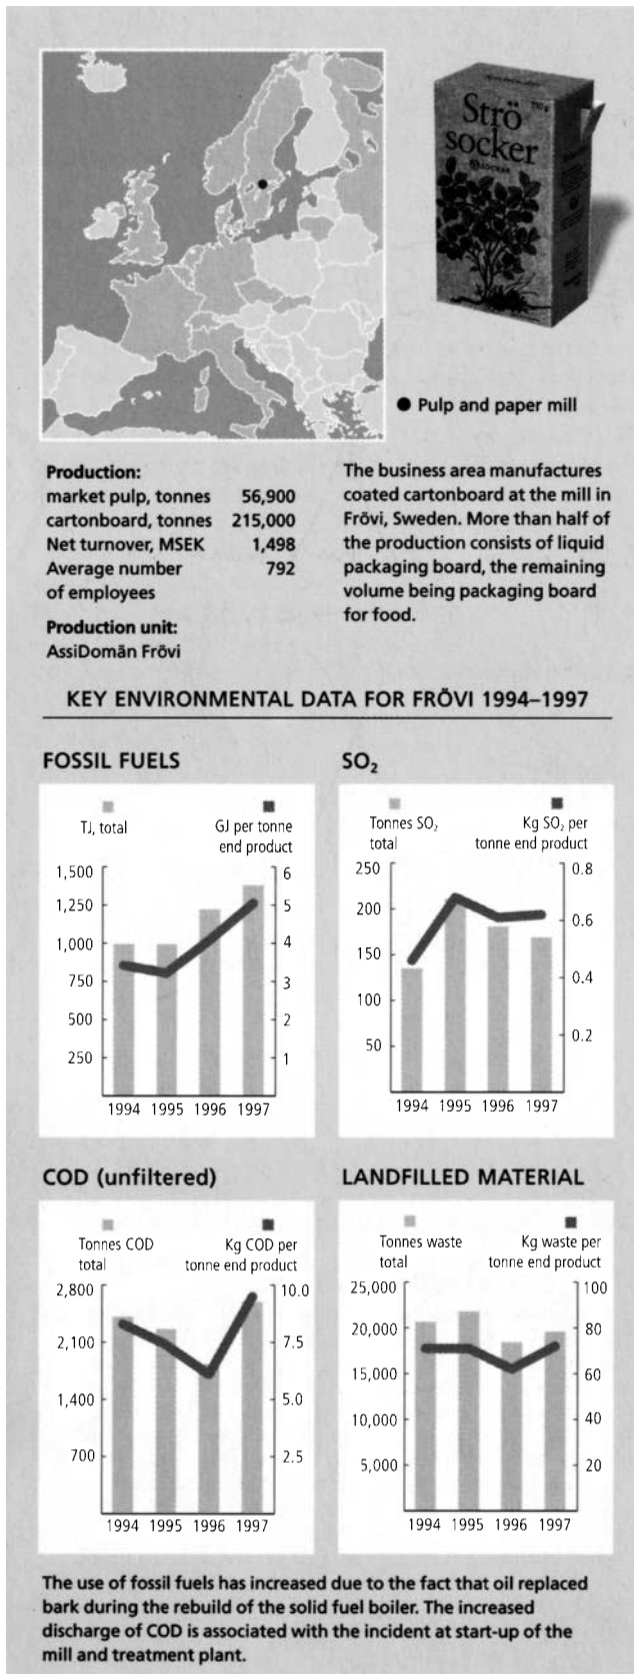 Strö
socker
● Pulp and paper mill
Production:
market pulp, tonnes 56,900
cartonboard, tonnes 215,000
Net turnover, MSEK 1,498
Average number 792
of employees
Production unit:
AssiDomän Frövi
The business area manufactures
coated cartonboard at the mill in
Frövi, Sweden. More than half of
the production consists of liquid
packaging board, the remaining
volume being packaging board
for food.
KEY ENVIRONMENTAL DATA FOR FRÖVI 1994–1997
FOSSIL FUELS
TJ, total
GJ per tonne
end product
1,500 6
1,250 5
1,000 4
750 3
500 2
250 1
1994 1995 1996 1997
SO₂
Tonnes SO₂
total
Kg SO₂ per
tonne end product
250 0.8
200 0.6
150 0.4
100 0.2
50
1994 1995 1996 1997
COD (unfiltered)
Tonnes COD
total
Kg COD per
tonne end product
2,800 10.0
2,100 7.5
1,400 5.0
700 2.5
1994 1995 1996 1997
LANDFILLED MATERIAL
Tonnes waste
total
Kg waste per
tonne end product
25,000 100
20,000 80
15,000 60
10,000 40
5,000 20
1994 1995 1996 1997
The use of fossil fuels has increased due to the fact that oil replaced
bark during the rebuild of the solid fuel boiler. The increased
discharge of COD is associated with the incident at start-up of the
mill and treatment plant.